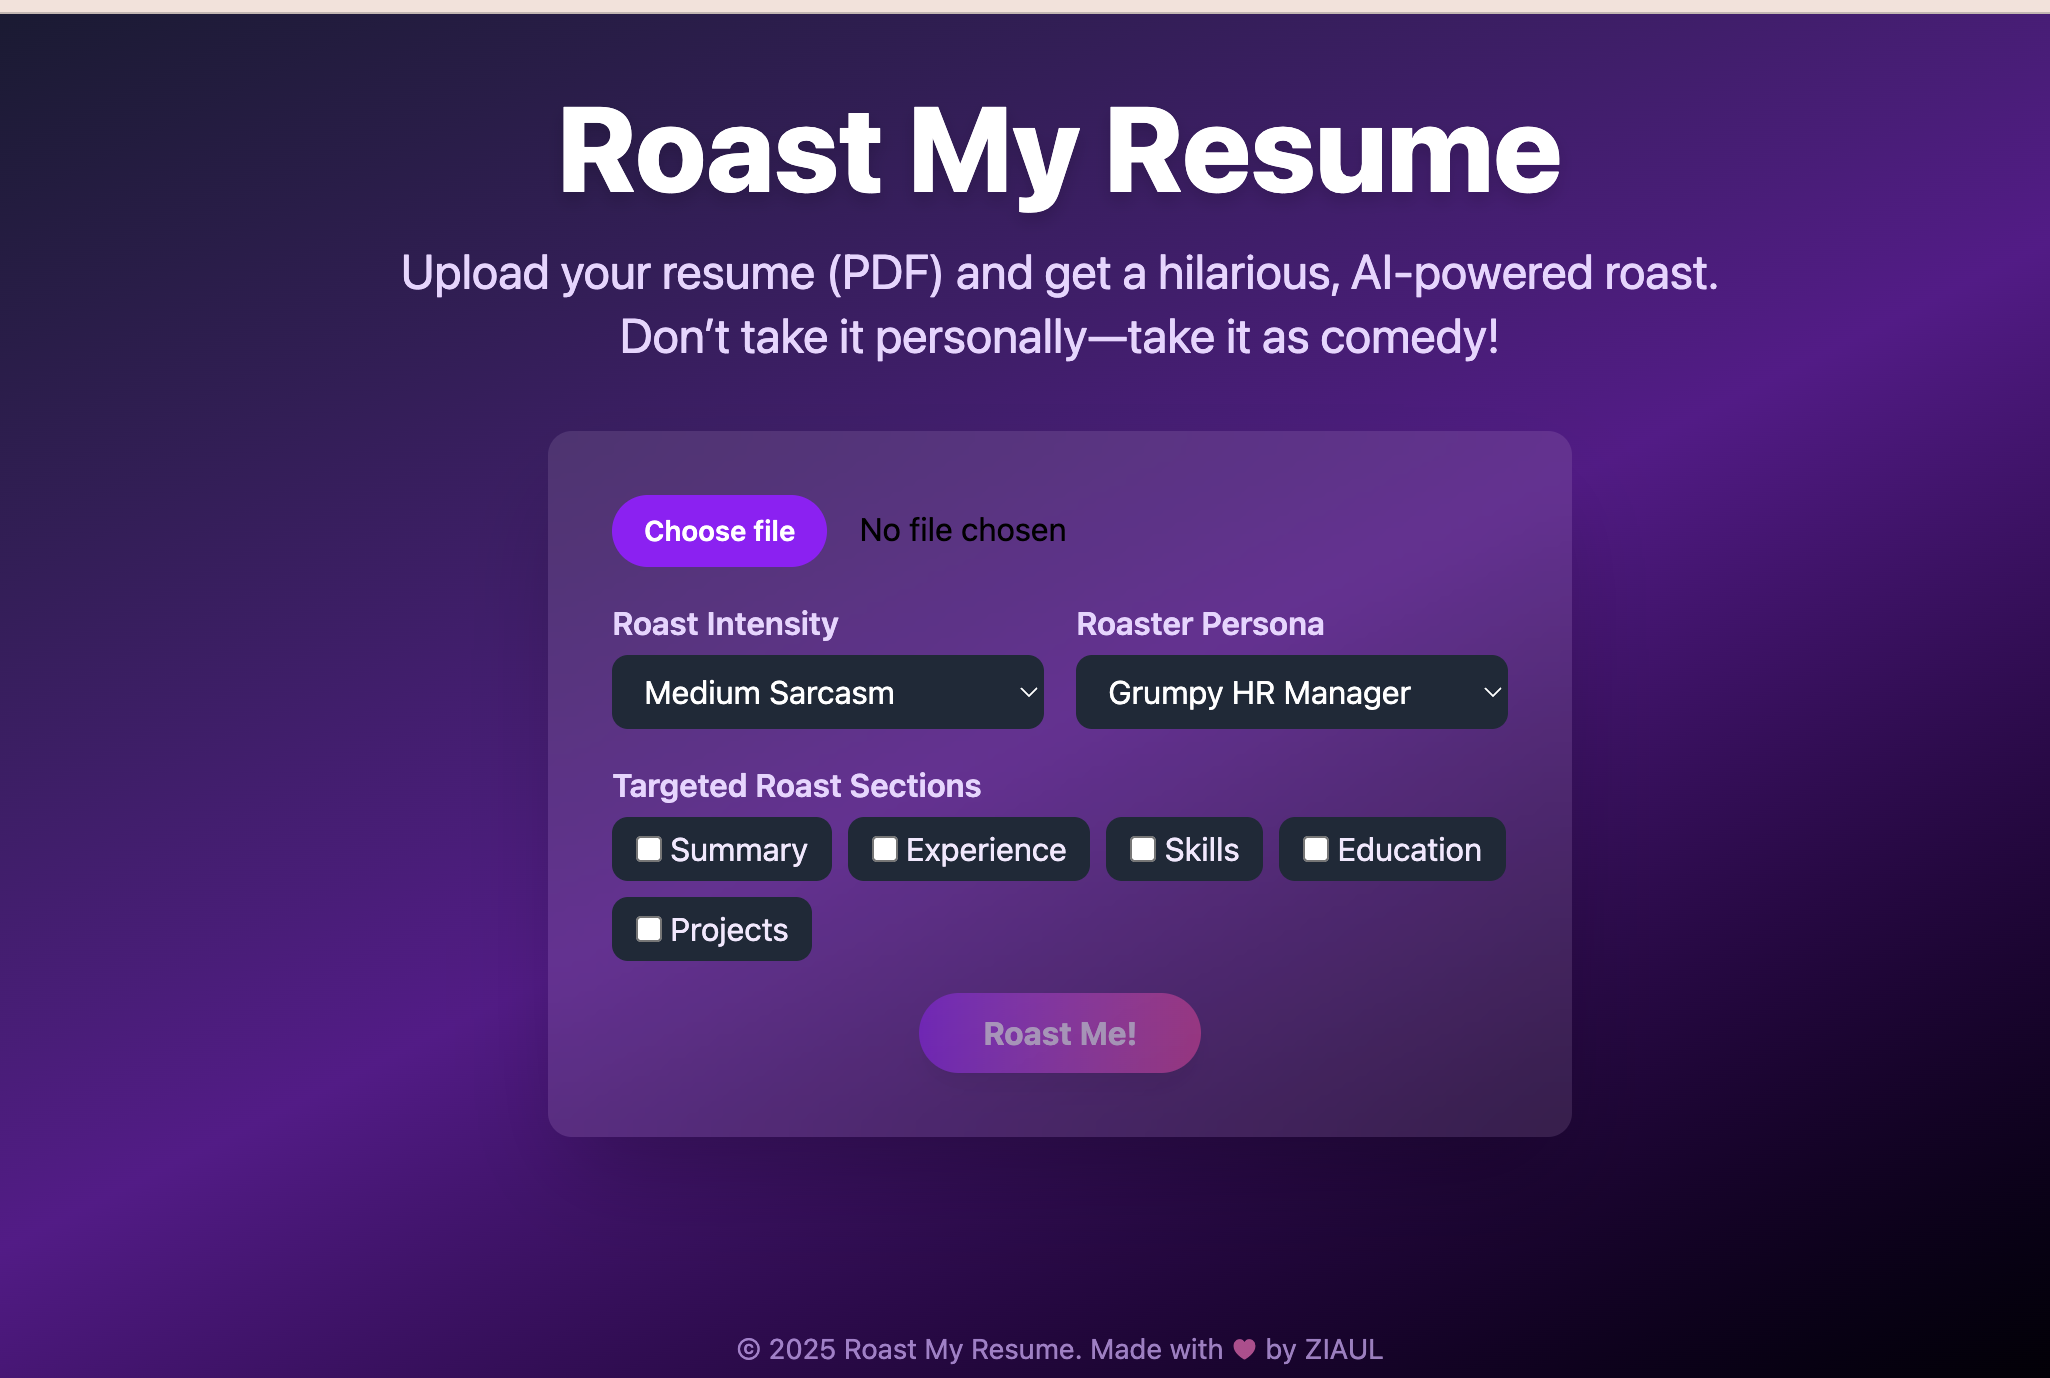 Roast My Resume
Upload your resume (PDF) and get a hilarious, AI-powered roast.
Don’t take it personally—take it as comedy!
Choose file No file chosen
Roast Intensity Roaster Persona
Medium Sarcasm Grumpy HR Manager
Targeted Roast Sections
Summary Experience Skills Education
Projects
Roast Me!
© 2025 Roast My Resume. Made with ♥ by ZIAUL